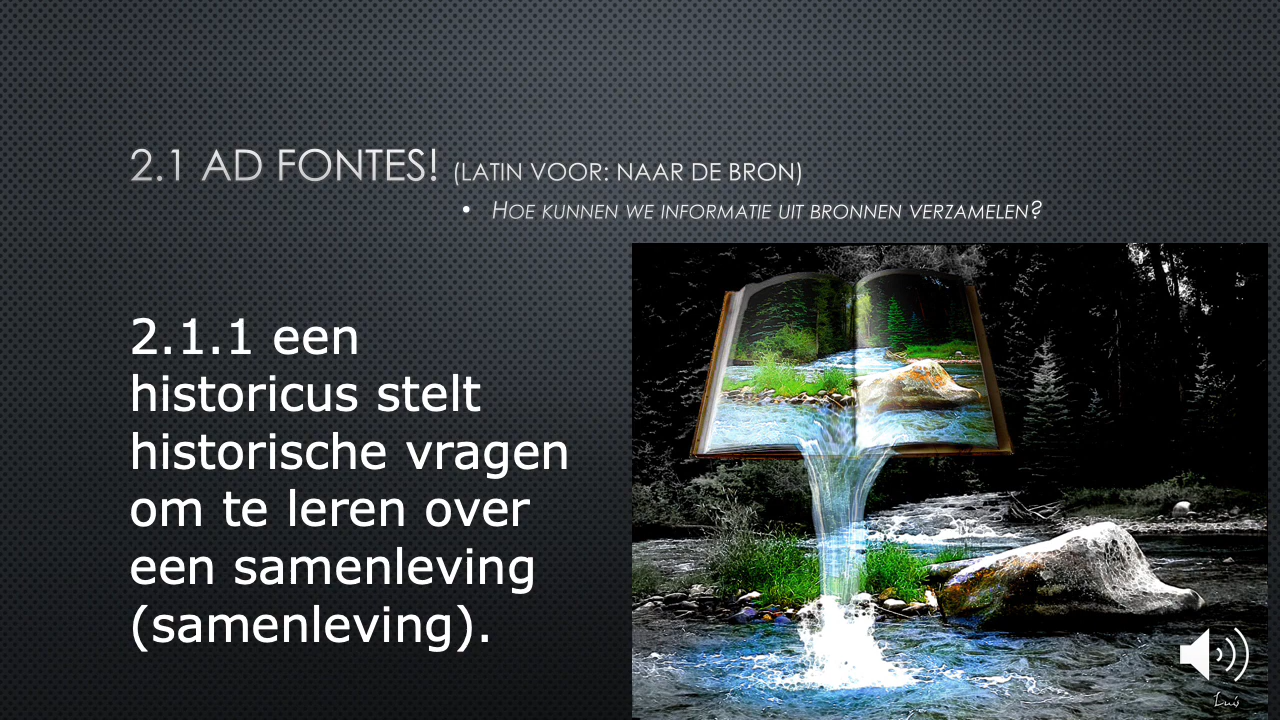 2.1 AD FONTES! (LATIN VOOR: NAAR DE BRON)
• HOE KUNNEN WE INFORMATIE UIT BRONNEN VERZAMELEN?
2.1.1 een
historicus stelt
historische vragen
om te leren over
een samenleving
(samenleving).